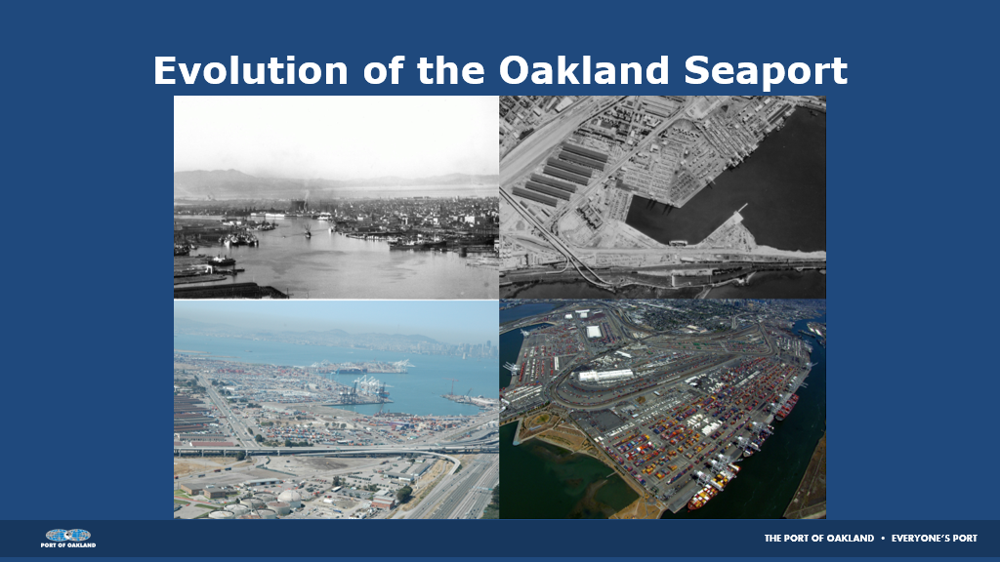 Evolution of the Oakland Seaport
PORT OF OAKLAND
THE PORT OF OAKLAND • EVERYONE'S PORT